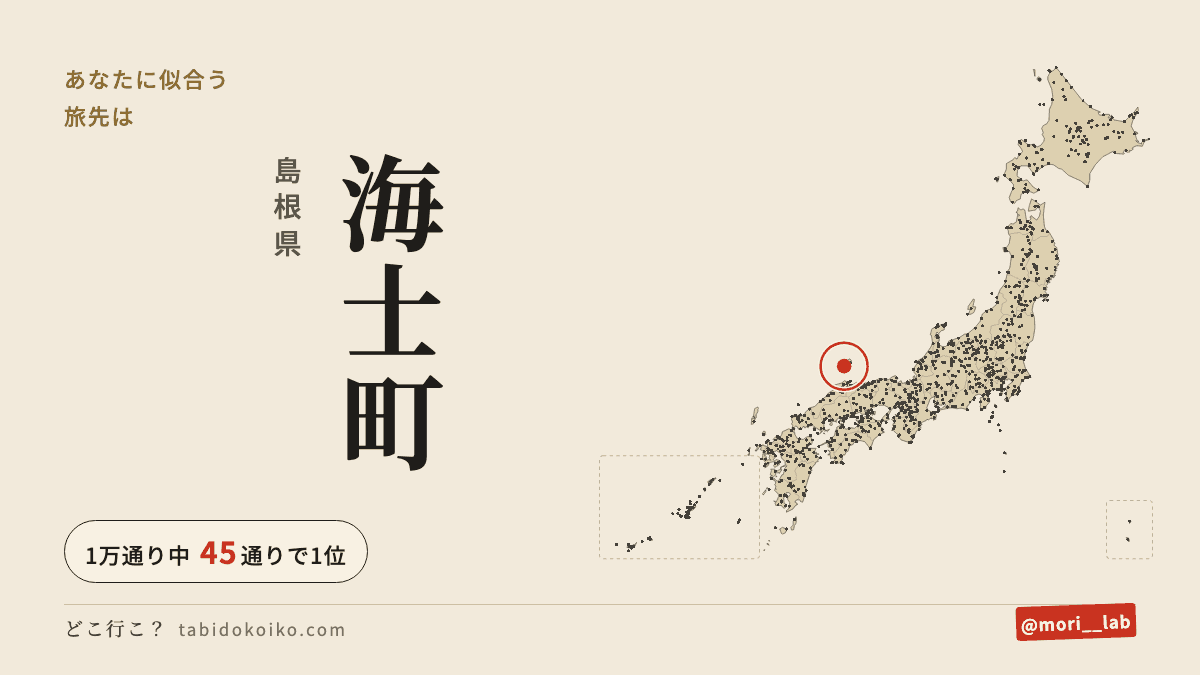 あなたに似合う
旅先は
海士町
島根県
1万通り中 45通りで1位
どこ行こ？ tabidokoiko.com
@mori__lab